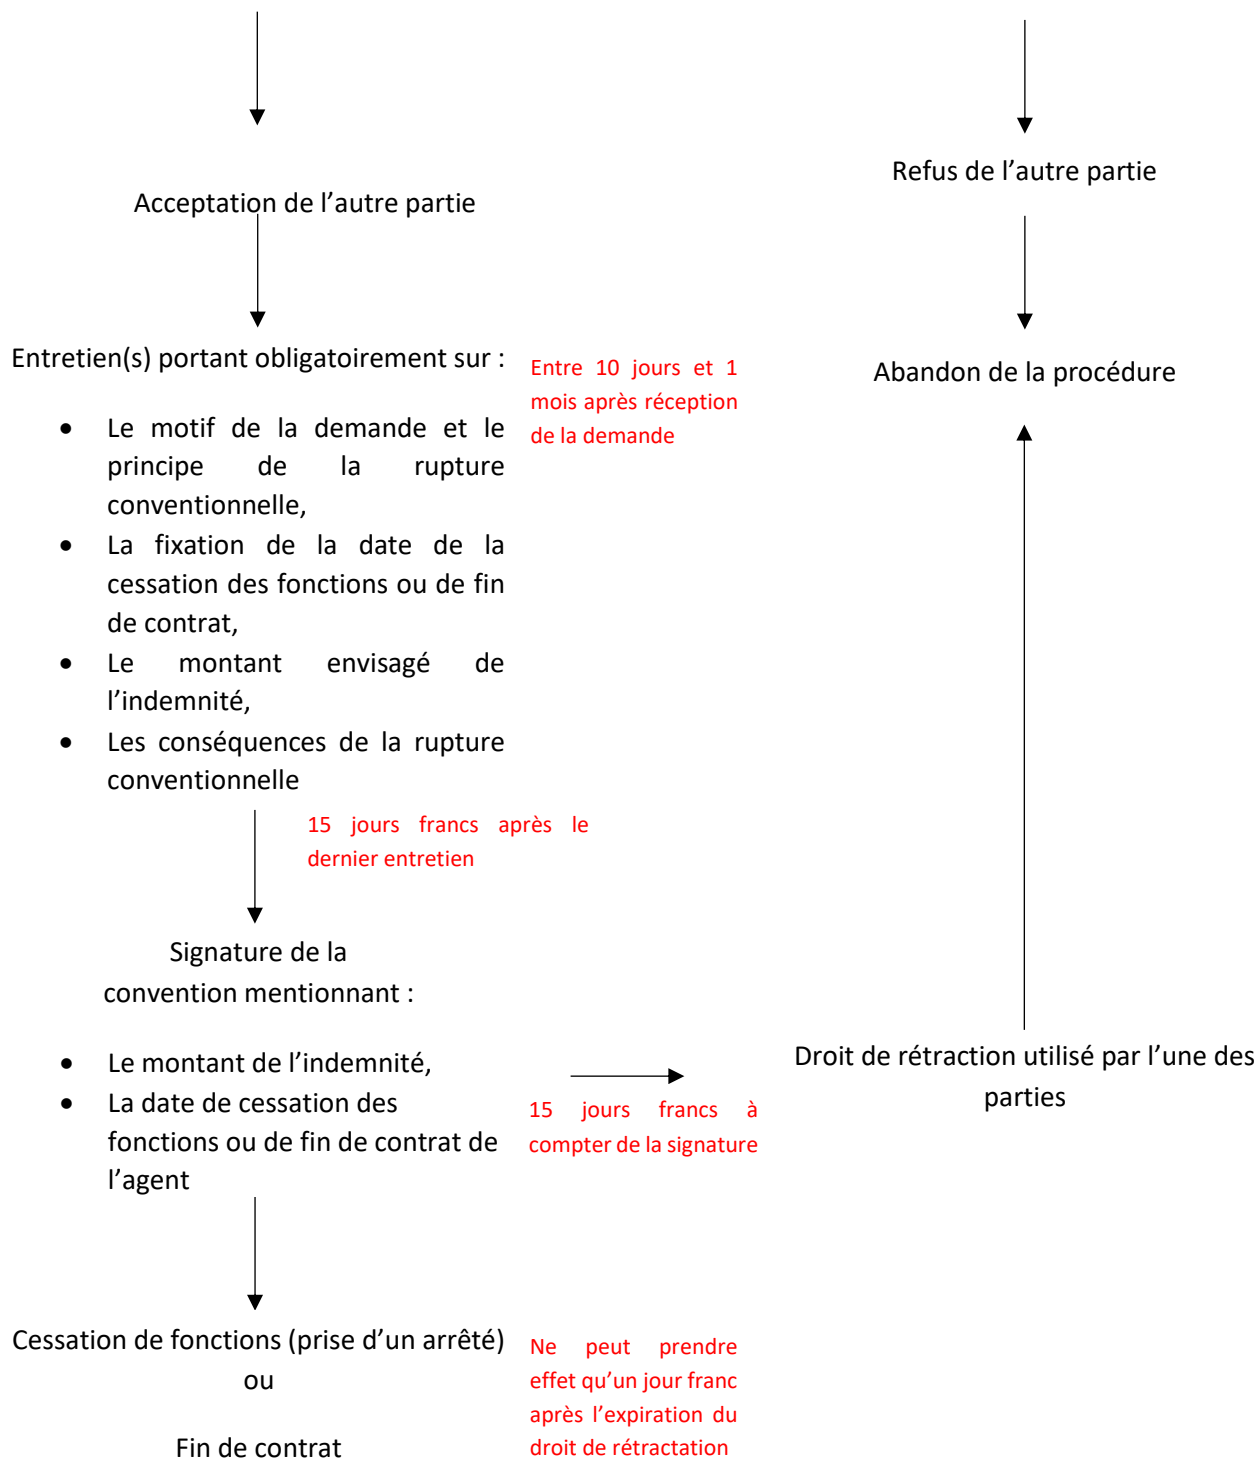 Acceptation de l’autre partie
Refus de l’autre partie
Entretien(s) portant obligatoirement sur :
Entre 10 jours et 1
mois après réception
de la demande
Abandon de la procédure
• Le motif de la demande et le
principe de la rupture
conventionnelle,
• La fixation de la date de la
cessation des fonctions ou de fin
de contrat,
• Le montant envisagé de
l’indemnité,
• Les conséquences de la rupture
conventionnelle
15 jours francs après le
dernier entretien
Signature de la
convention mentionnant :
• Le montant de l’indemnité,
• La date de cessation des
fonctions ou de fin de contrat de
l’agent
15 jours francs à
compter de la signature
Droit de rétraction utilisé par l’une des
parties
Cessation de fonctions (prise d’un arrêté)
ou
Fin de contrat
Ne peut prendre
effet qu’un jour franc
après l’expiration du
droit de rétractation